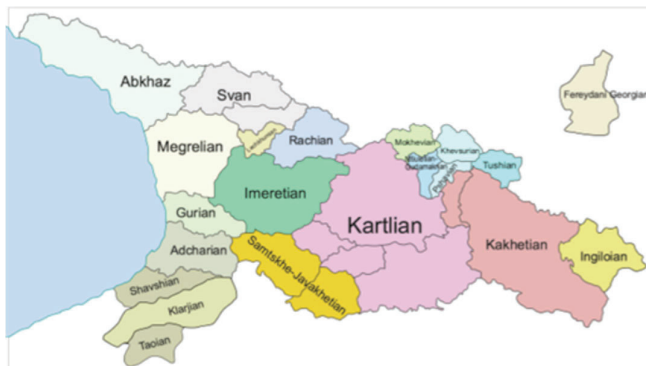 Abkhaz
Svan
Fereydani Georgian
Megrelian
Rachian
Mokhevian
Khevsurian
Tushian
Imeretian
Gurian
Kartlian
Adcharian
Samtskhe-Javakhetian
Kakhetian
Ingiloian
Shavshian
Klarjian
Taoian